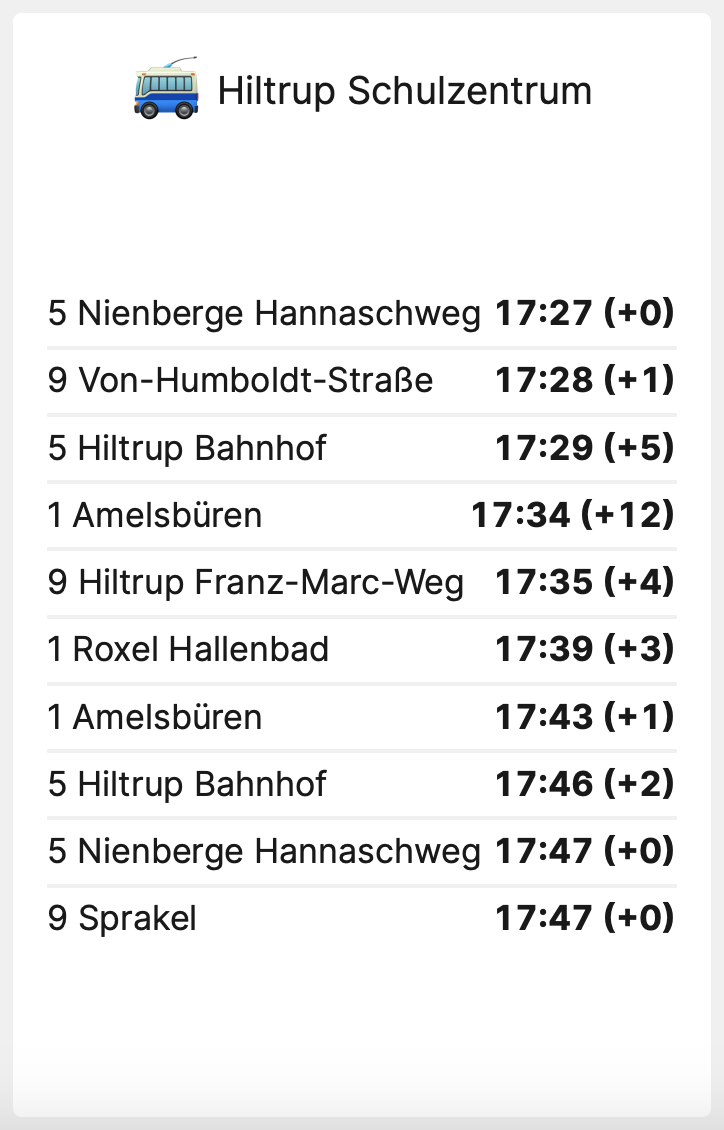 Hiltrup Schulzentrum
5 Nienberge Hannaschweg 17:27 (+0)
9 Von-Humboldt-Straße 17:28 (+1)
5 Hiltrup Bahnhof 17:29 (+5)
1 Amelsbüren 17:34 (+12)
9 Hiltrup Franz-Marc-Weg 17:35 (+4)
1 Roxel Hallenbad 17:39 (+3)
1 Amelsbüren 17:43 (+1)
5 Hiltrup Bahnhof 17:46 (+2)
5 Nienberge Hannaschweg 17:47 (+0)
9 Sprakel 17:47 (+0)